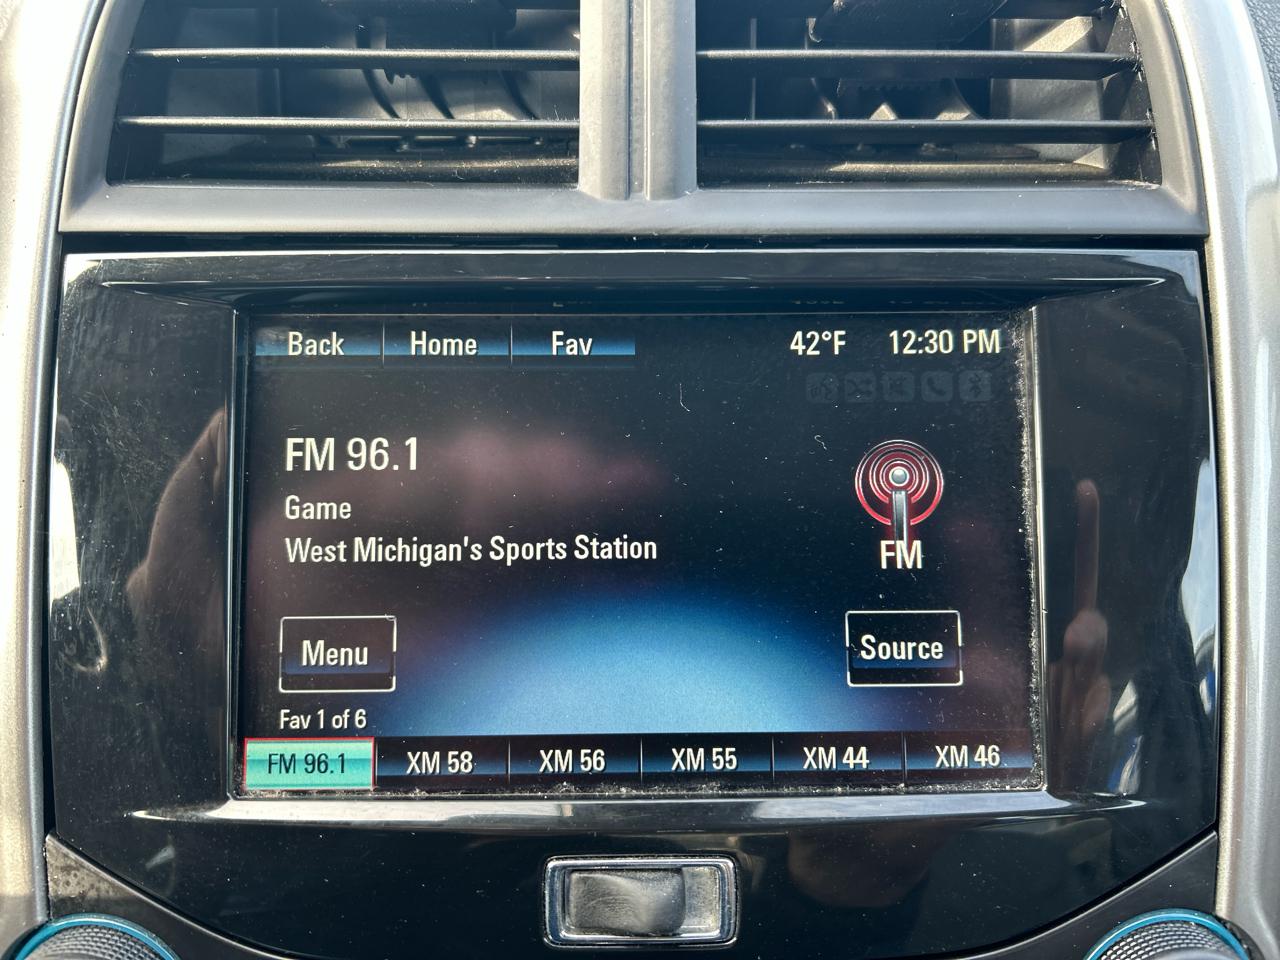 Back Home Fav 42°F 12:30 PM
FM 96.1
Game
West Michigan's Sports Station
FM
Menu
Source
Fav 1 of 6
FM 96.1 XM 58 XM 56 XM 55 XM 44 XM 46